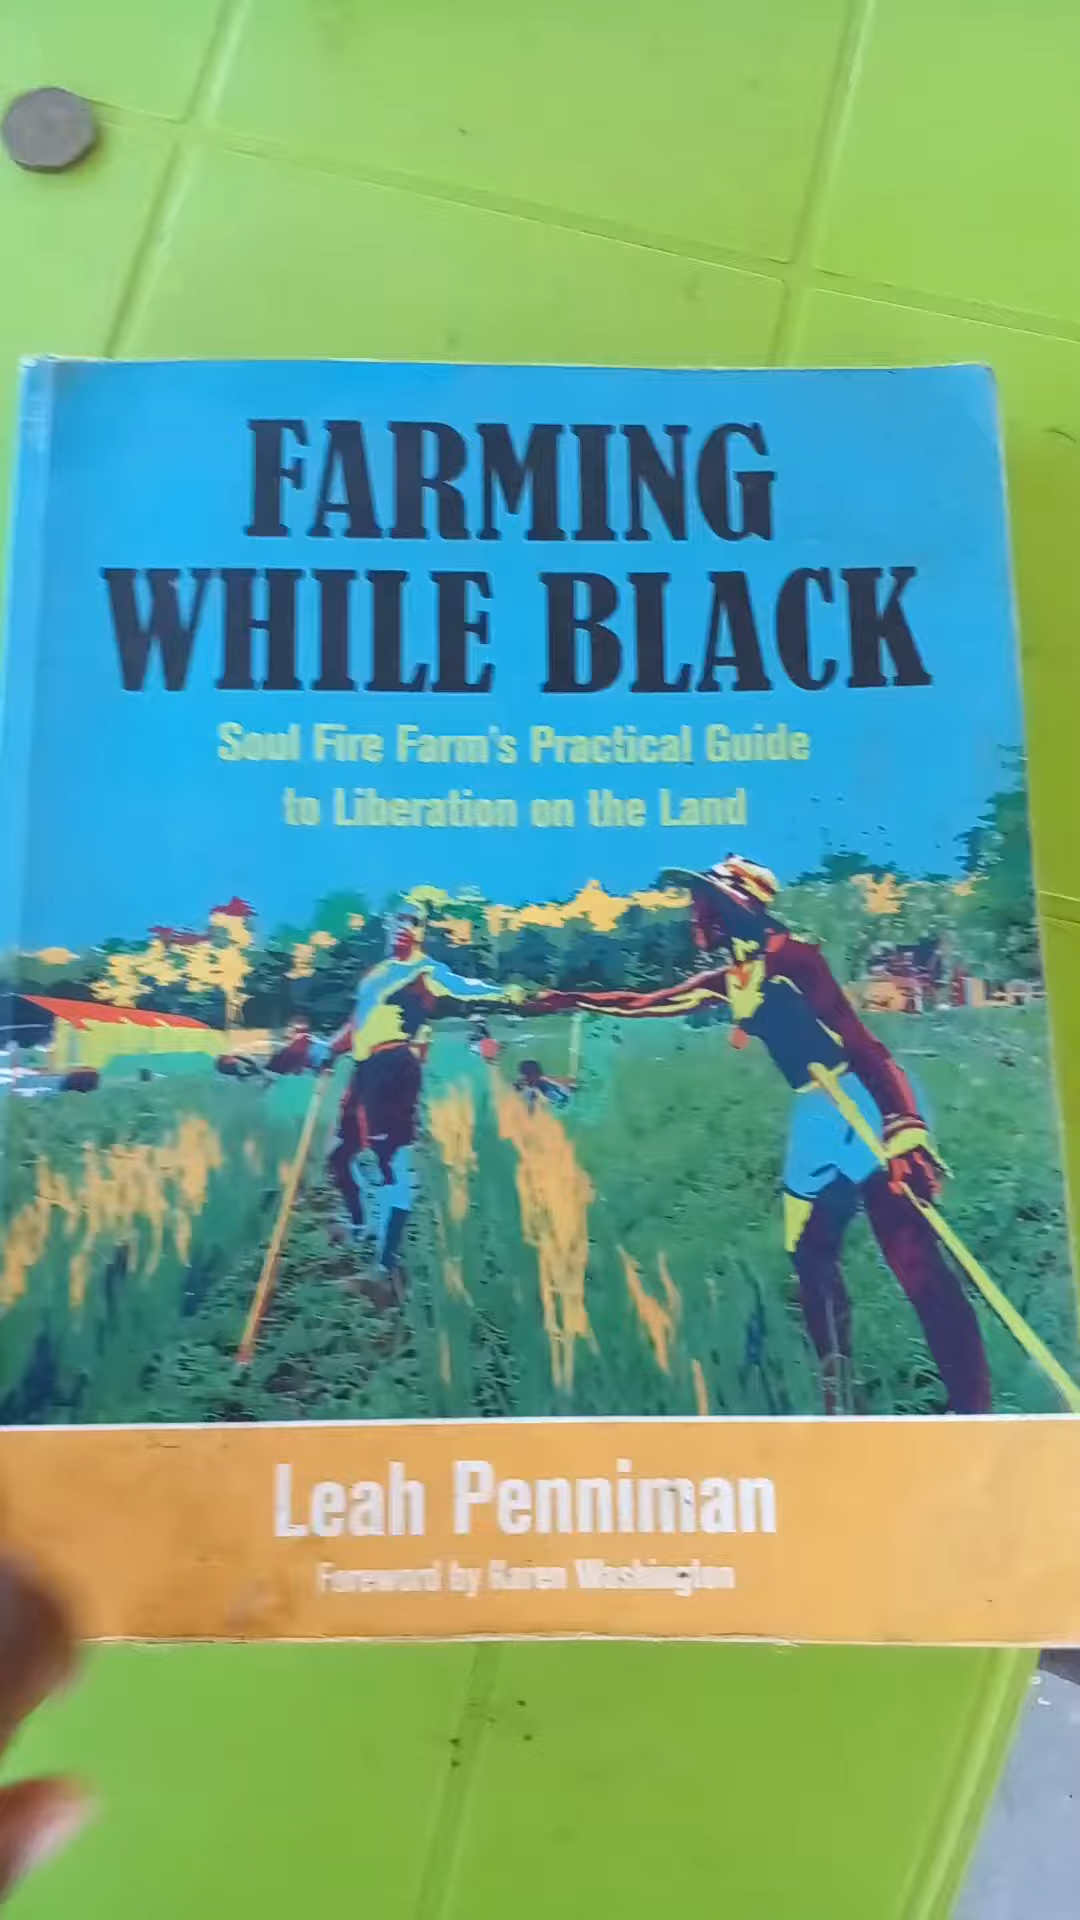 FARMING
WHILE BLACK
Soul Fire Farm's Practical Guide
to Liberation on the Land
Leah Penniman
Foreword by Karen Washington